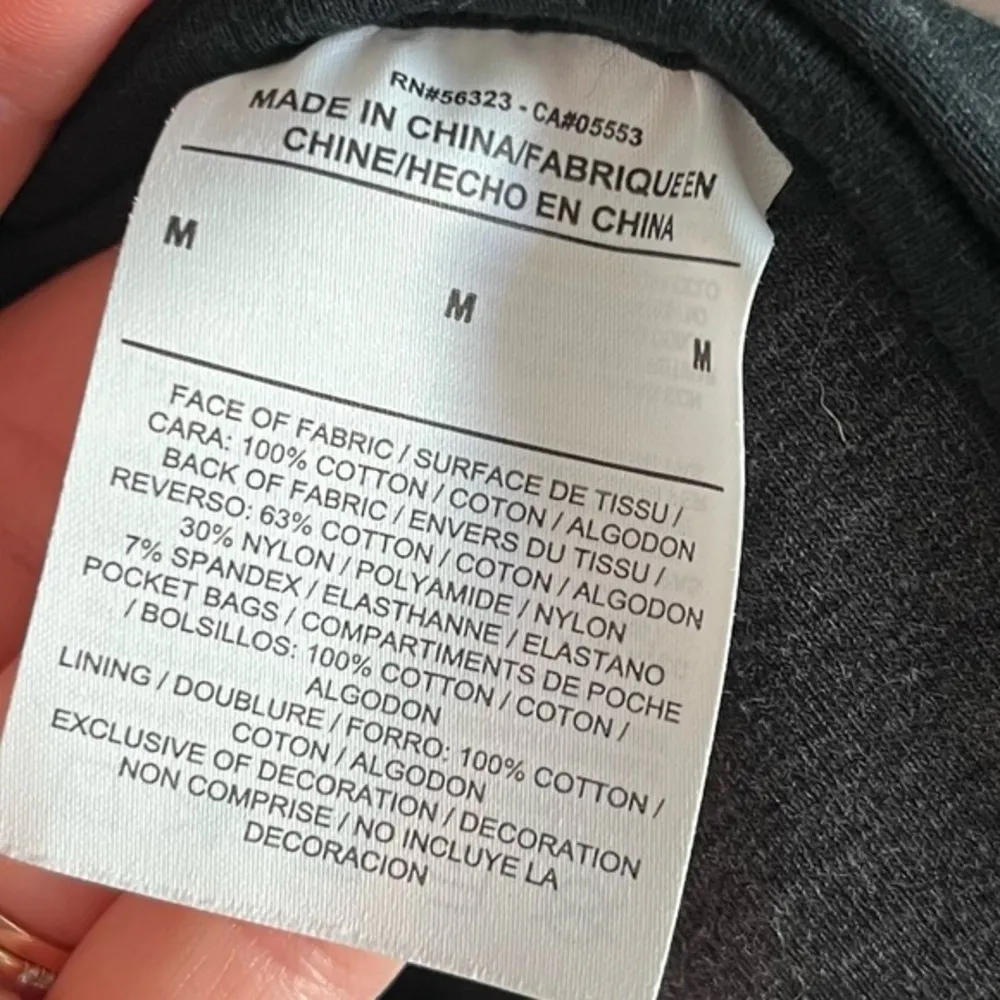 RN#56323 - CA#05553
MADE IN CHINA/FABRIQUEEN
CHINE/HECHO EN CHINA
M
M
M
FACE OF FABRIC / SURFACE DE TISSU /
CARA: 100% COTTON / COTON / ALGODON
BACK OF FABRIC / ENVERS DU TISSU /
REVERSO: 63% COTTON / COTON / ALGODON
30% NYLON / POLYAMIDE / NYLON
7% SPANDEX / ELASTHANNE / ELASTANO
POCKET BAGS / COMPARTIMENTS DE POCHE
/ BOLSILLOS: 100% COTTON / COTON /
ALGODON
LINING / DOUBLURE / FORRO: 100% COTTON /
COTON / ALGODON
EXCLUSIVE OF DECORATION / DECORATION
NON COMPRISE / NO INCLUYE LA
DECORACION